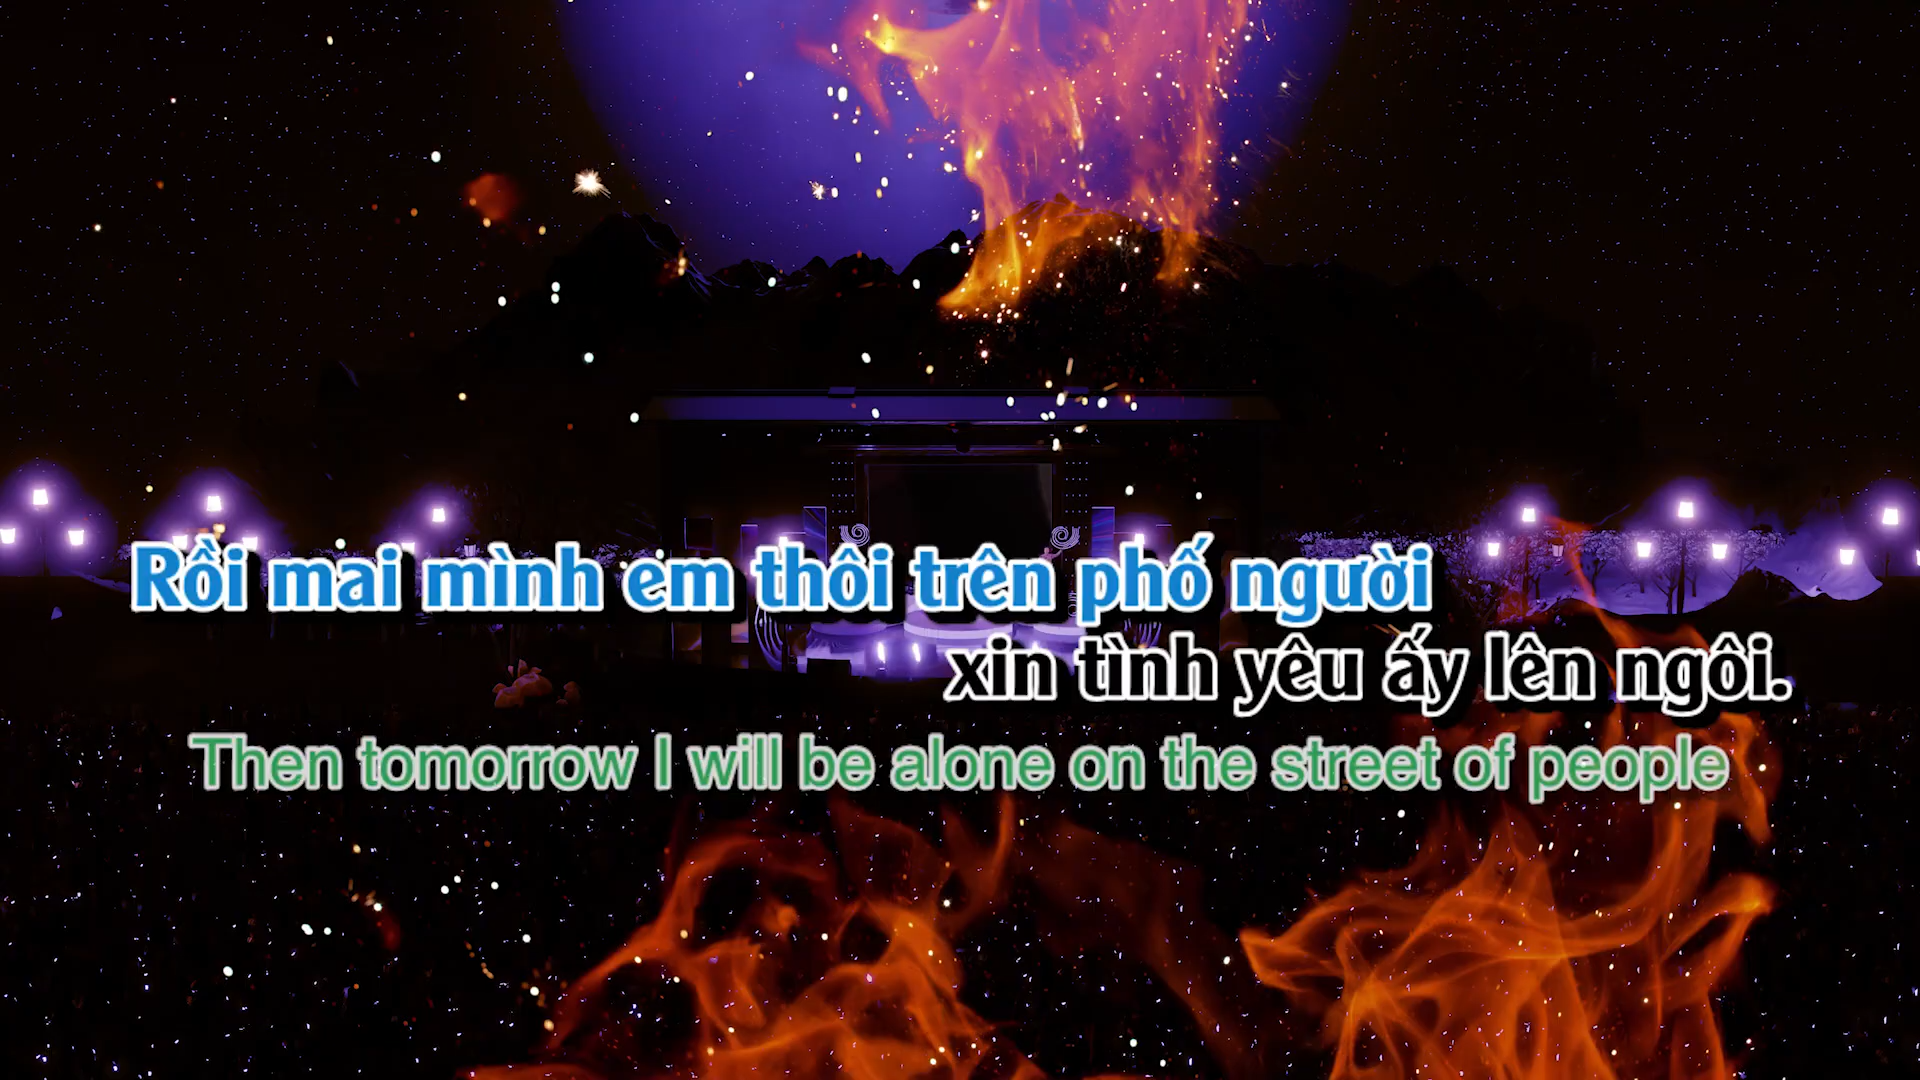 Rồi mai mình em thôi trên phố người
xin tình yêu ấy lên ngôi.
Then tomorrow I will be alone on the street of people